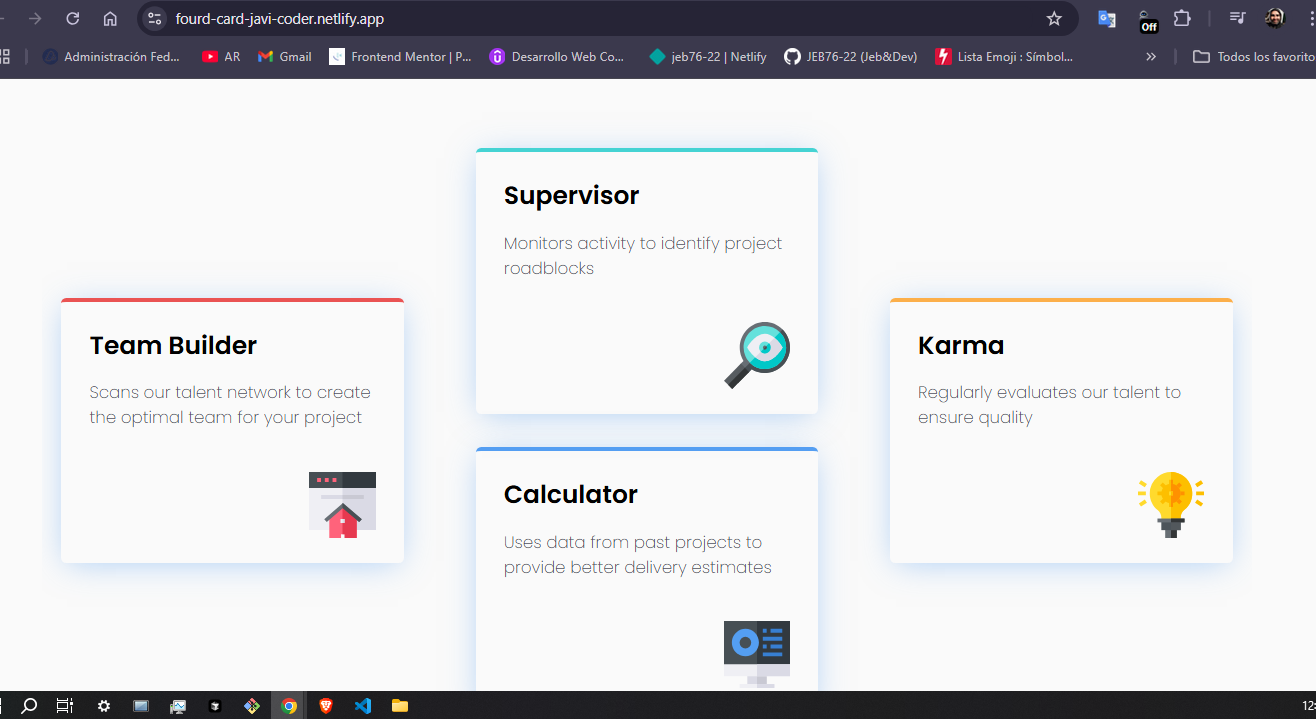 fourd-card-javi-coder.netlify.app
Off
Administración Fed...
AR
Gmail
Frontend Mentor | P...
Desarrollo Web Co...
jeb76-22 | Netlify
JEB76-22 (Jeb&Dev)
Lista Emoji : Símbol...
»
Todos los favorito
Supervisor
Monitors activity to identify project
roadblocks
Team Builder
Scans our talent network to create
the optimal team for your project
Karma
Regularly evaluates our talent to
ensure quality
Calculator
Uses data from past projects to
provide better delivery estimates